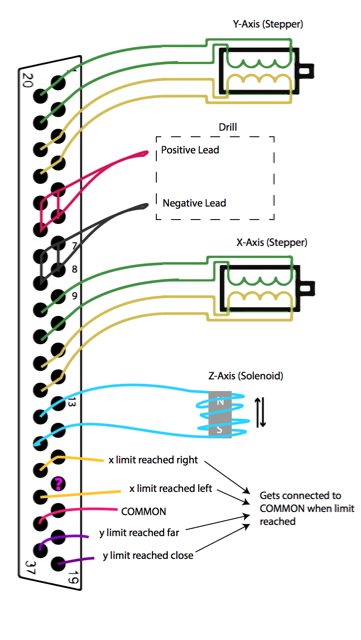 Y-Axis (Stepper)
20
1
Drill
Positive Lead
Negative Lead
7
X-Axis (Stepper)
8
9
Z-Axis (Solenoid)
13
N
S
x limit reached right
?
x limit reached left
Gets connected to
COMMON when limit
reached
COMMON
y limit reached far
y limit reached close
37
19